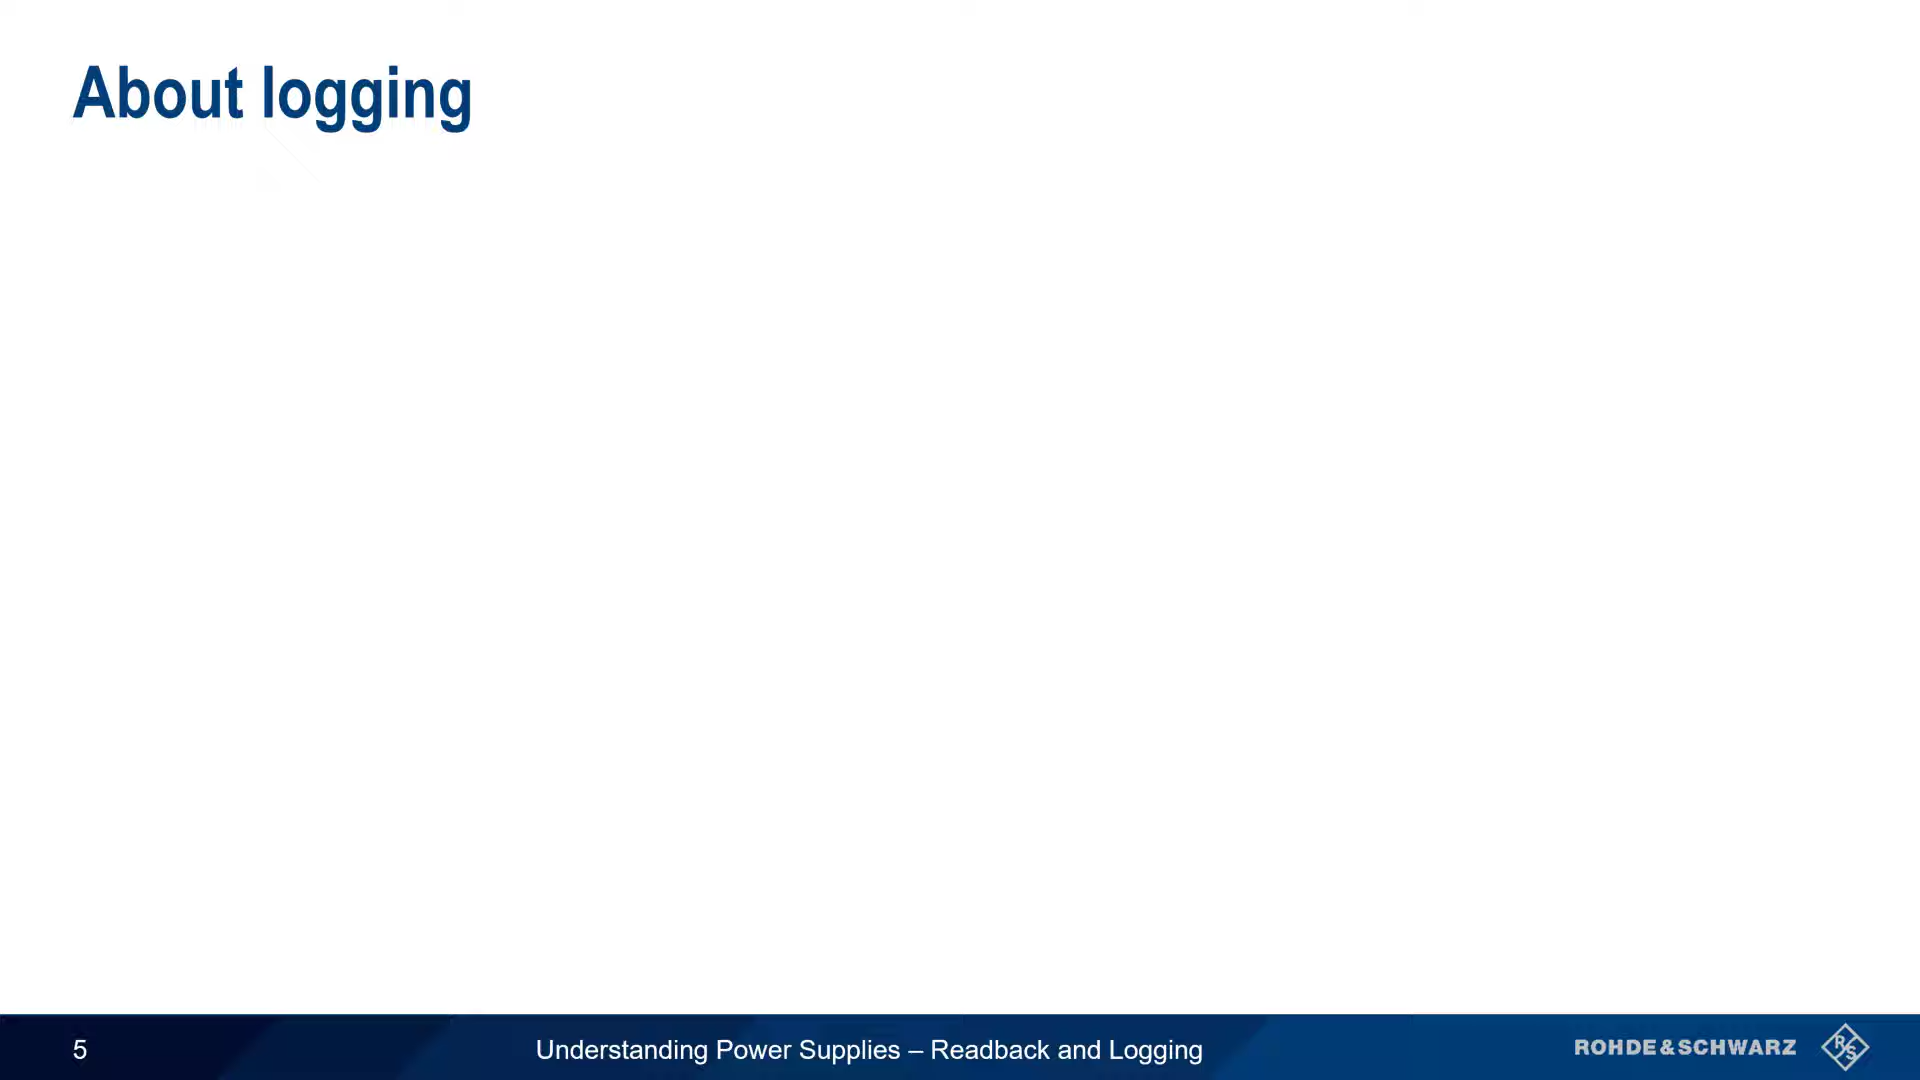 About logging
5
Understanding Power Supplies – Readback and Logging
ROHDE&SCHWARZ
R&S